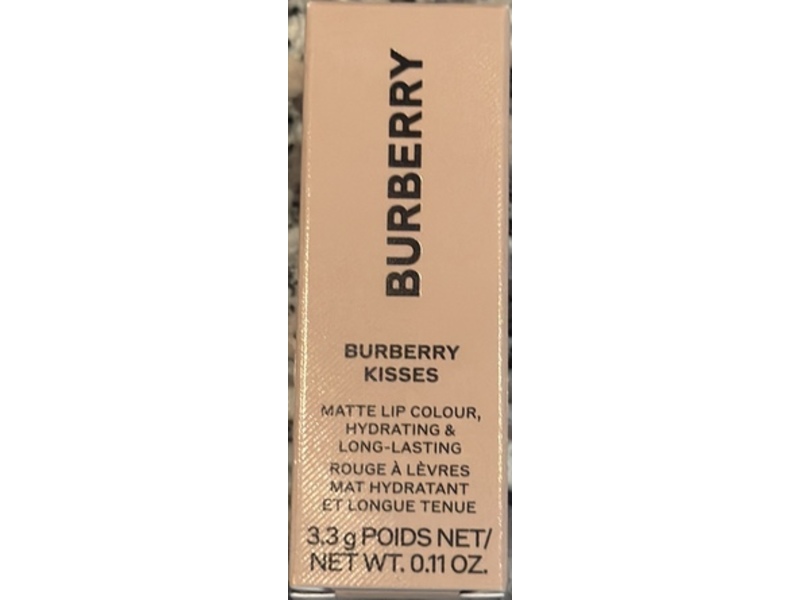 BURBERRY
BURBERRY
KISSES
MATTE LIP COLOUR,
HYDRATING &
LONG-LASTING
ROUGE À LÈVRES
MAT HYDRATANT
ET LONGUE TENUE
3.3 g POIDS NET/
NET WT. 0.11 OZ.